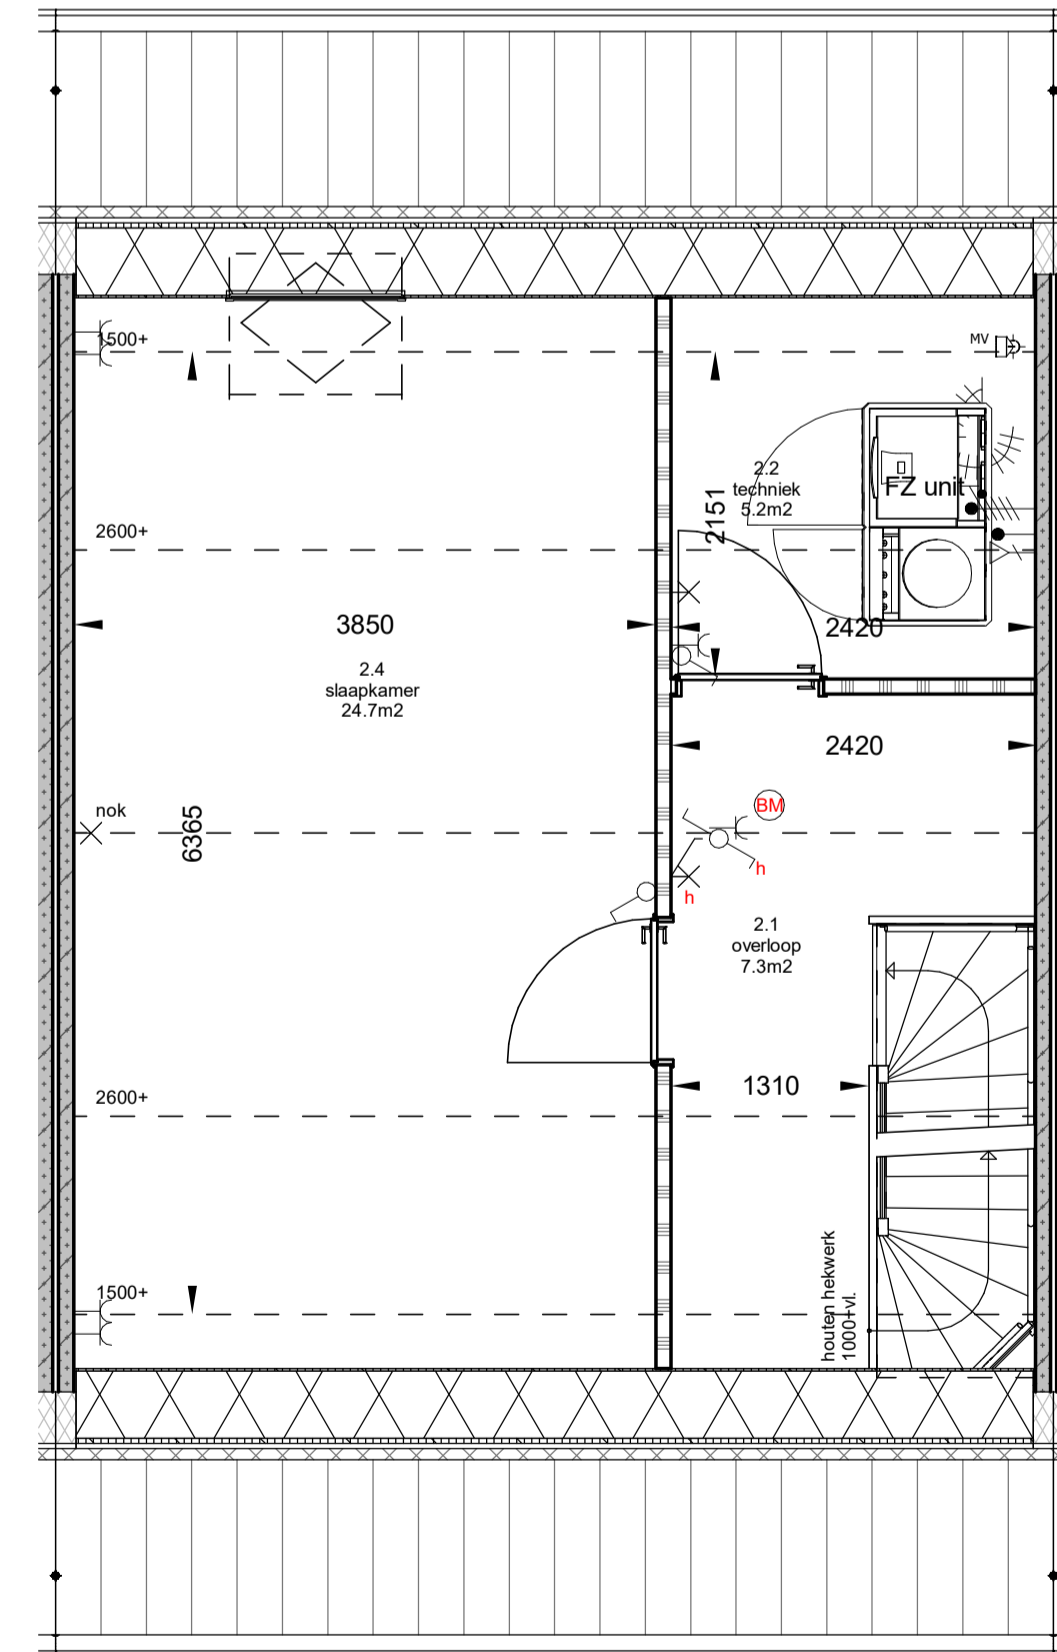 1500+
MV
2.2
techniek
5.2m2
FZ unit
2151
2600+
3850
2420
2.4
slaapkamer
24.7m2
2420
nok
6365
BM
h
h
2.1
overloop
7.3m2
1310
2600+
houten hekwerk
1000+vl.
1500+